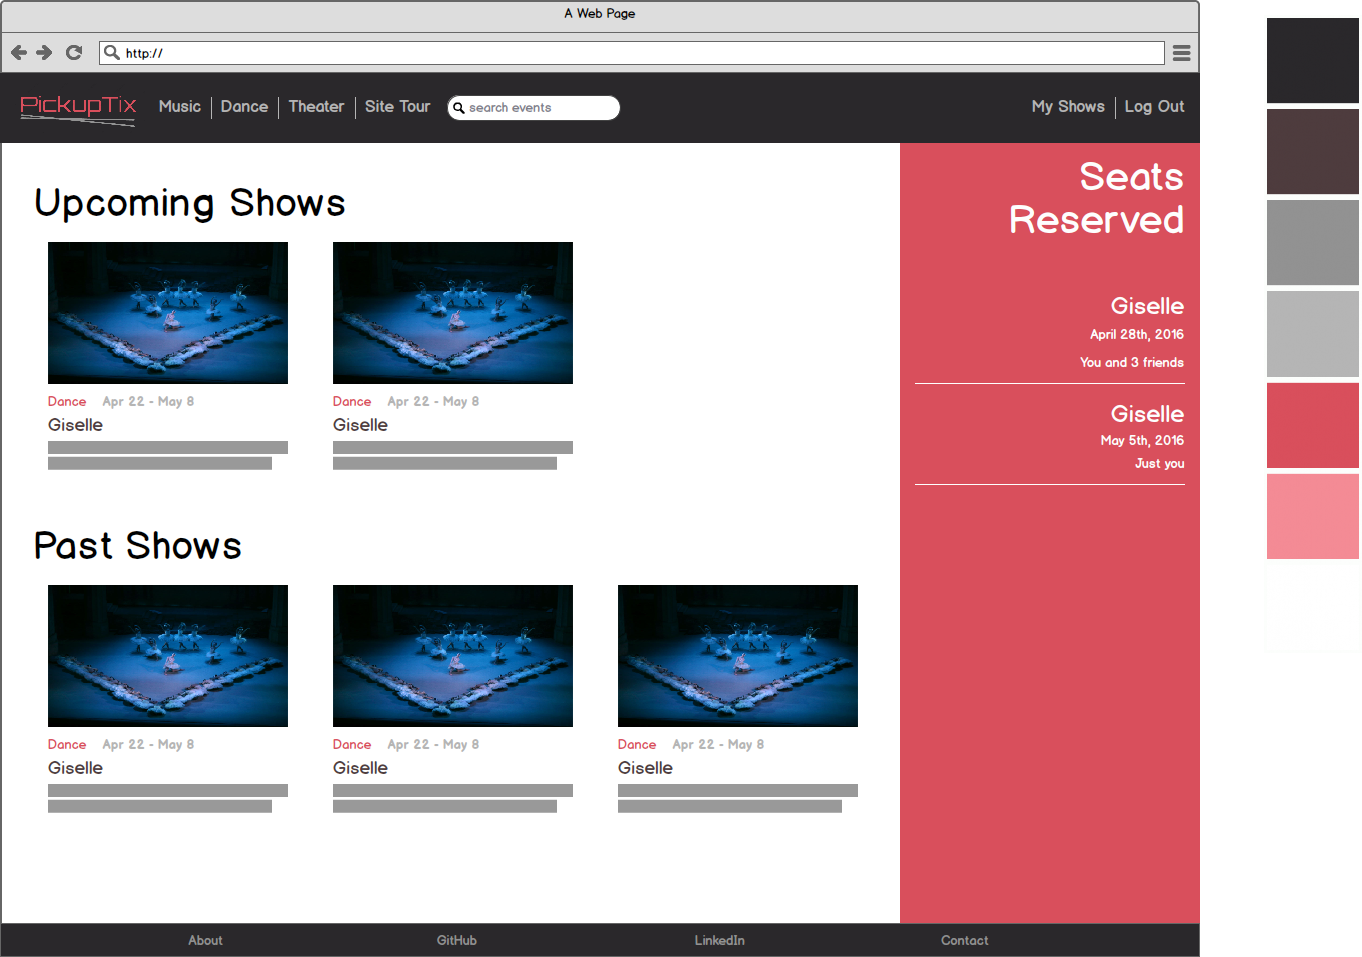 A Web Page
http://
PickupTix
Music
Dance
Theater
Site Tour
search events
My Shows
Log Out
Upcoming Shows
Dance Apr 22 - May 8
Giselle
Dance Apr 22 - May 8
Giselle
Past Shows
Dance Apr 22 - May 8
Giselle
Dance Apr 22 - May 8
Giselle
Dance Apr 22 - May 8
Giselle
Seats
Reserved
Giselle
April 28th, 2016
You and 3 friends
Giselle
May 5th, 2016
Just you
About
GitHub
LinkedIn
Contact